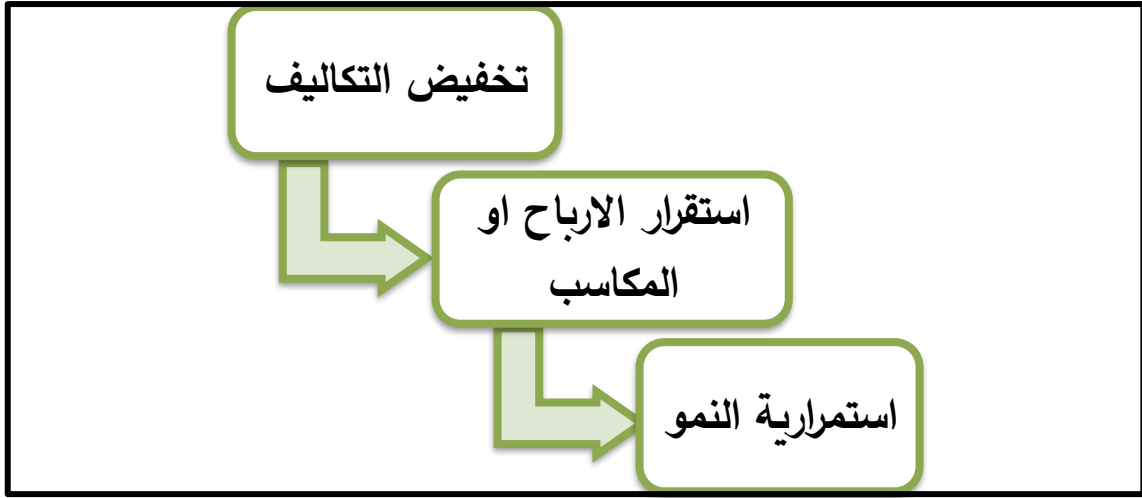 تخفيض التكاليف
استقرار الارباح او
المكاسب
استمرارية النمو